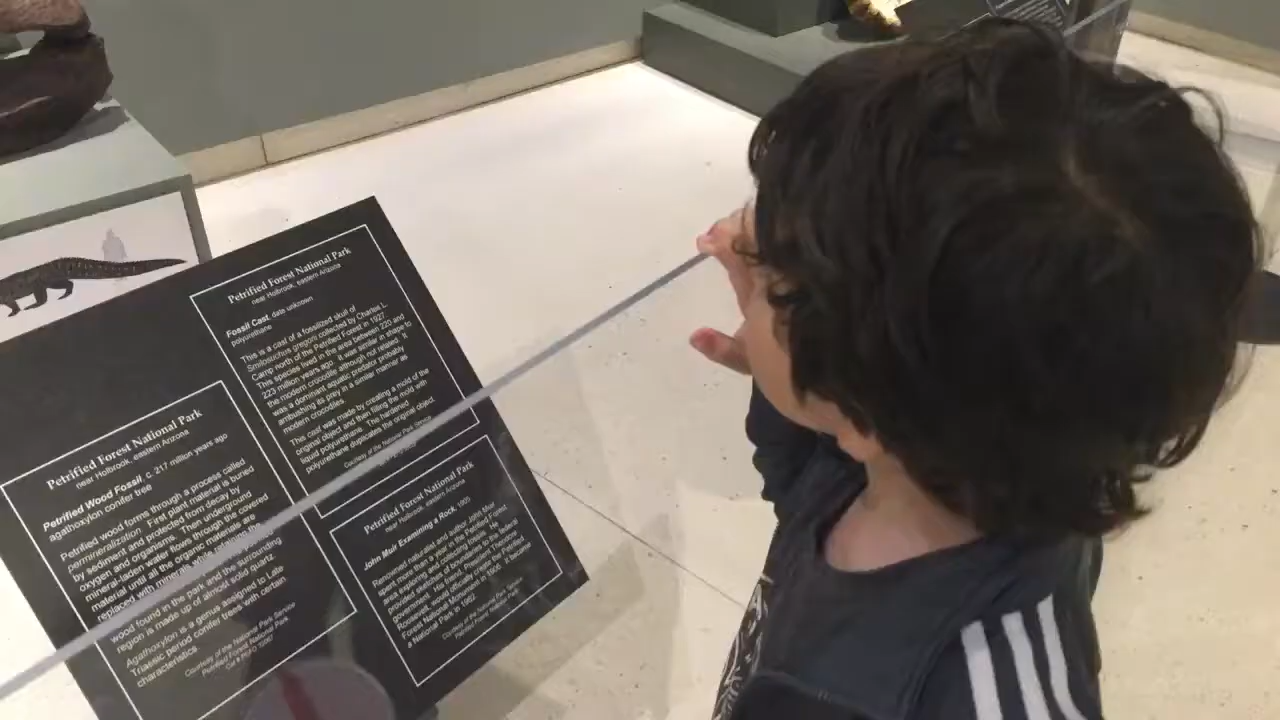 Petrified Forest National Park
near Holbrook, eastern Arizona
Fossil Cast, date unknown
polyurethane
This is a cast of a fossilized skull of
Smilosuchus gregorii collected by Charles L.
Camp north of the Petrified Forest in 1927.
This species lived in the area between 220 and
223 million years ago. It was similar in shape to
the modern crocodile although not related. It
was a dominant aquatic predator probably
ambushing its prey in a similar manner as
modern crocodiles.
The cast was made by creating a mold of the
original object and then filling the mold with
liquid polyurethane. The hardened
polyurethane duplicates the original object.
Courtesy of the National Park Service
Petrified Forest National Park
near Holbrook, eastern Arizona
Petrified Wood Fossil, c. 217 million years ago
agathoxylon conifer tree
Petrified wood forms through a process called
permineralization. First plant material is buried
by sediment and protected from decay by
oxygen and organisms. Then underground
mineral-laden water flows through the covered
material until all the organic materials are
replaced with minerals
wood found in the park and the surrounding
region is made up of almost solid quartz.
Agathoxylon is a genus assigned to Late
Triassic period conifer trees with certain
characteristics
Courtesy of the National Park Service
Petrified Forest National Park
Petrified Forest National Park
near Holbrook, eastern Arizona
John Muir Examining a Rock, 1905
Renowned naturalist and author John Muir
spent more than a year in the Petrified Forest
area exploring and collecting fossils. He
provided sketches of boundaries to the federal
government. His friend, President Theodore
Roosevelt, would officially create the Petrified
Forest National Monument in 1906. It became
a National Park in 1962.
Courtesy of the National Park Service
Petrified Forest National Park